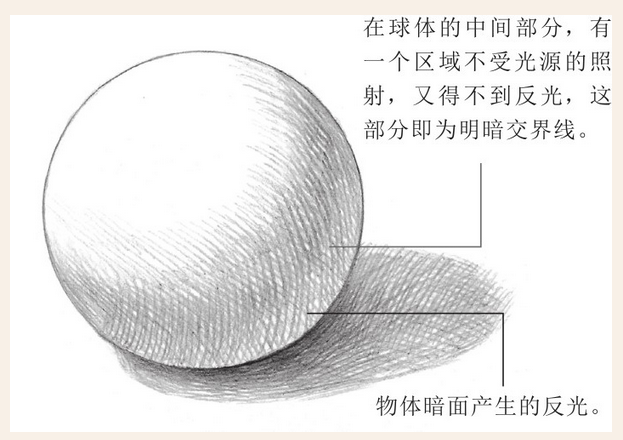 在球体的中间部分，有
一个区域不受光源的照
射，又得不到反光，这
部分即为明暗交界线。
物体暗面产生的反光。